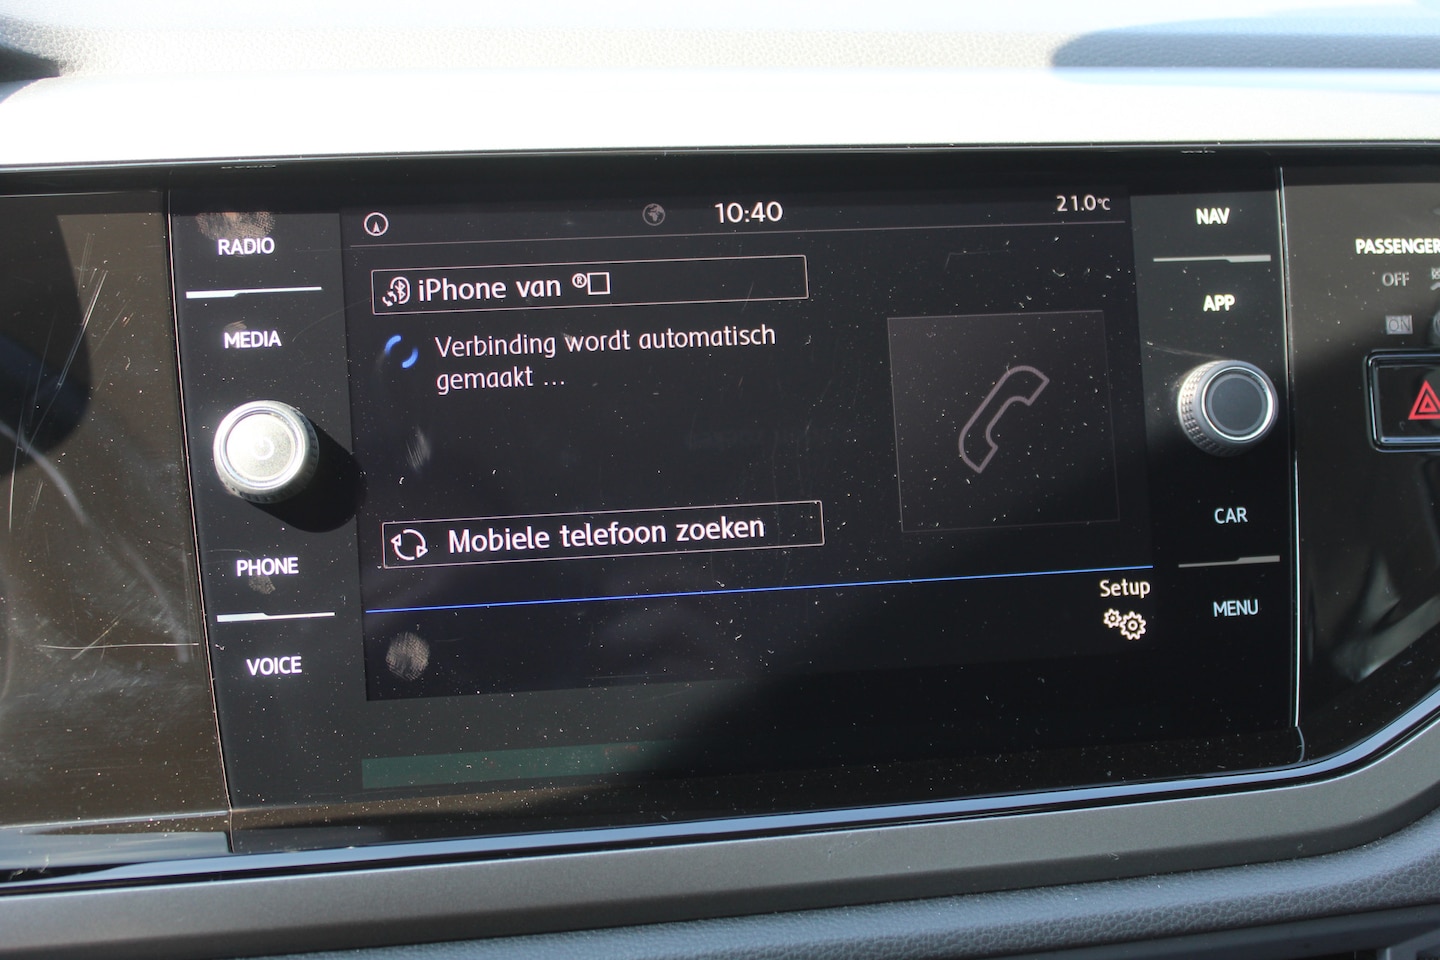 10:40
21.0°C
RADIO
MEDIA
PHONE
VOICE
iPhone van ®□
Verbinding wordt automatisch
gemaakt ...
Mobiele telefoon zoeken
Setup
NAV
APP
CAR
MENU
PASSENGER
OFF
ON